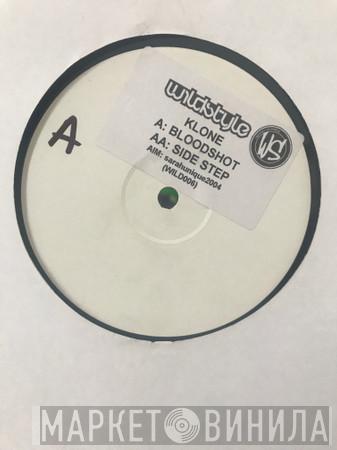 wildstyle
WS
KLONE
A: BLOODSHOT
AA: SIDE STEP
AIM: sarahunique2004
(WILD006)
A
МАРКЕТ ВИНИЛА